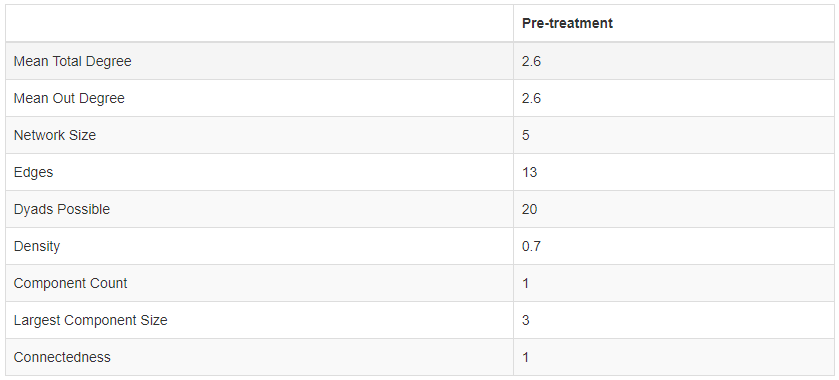 Pre-treatment
Mean Total Degree 2.6
Mean Out Degree 2.6
Network Size 5
Edges 13
Dyads Possible 20
Density 0.7
Component Count 1
Largest Component Size 3
Connectedness 1